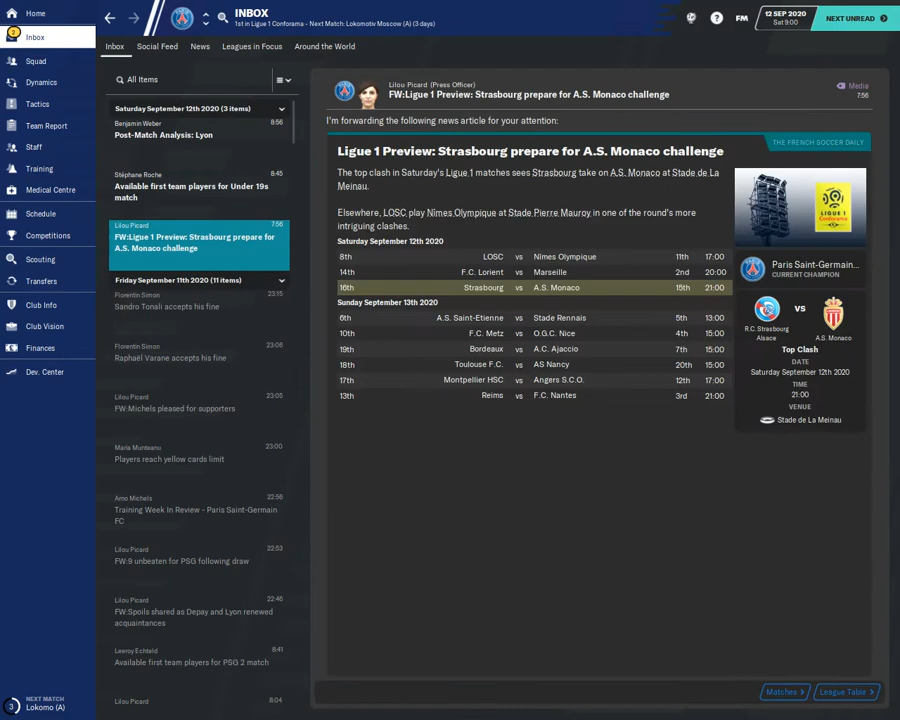 Home
INBOX
1st in Ligue 1 Conforama - Next Match: Lokomotiv Moscow (A) (3 days)
?
FM
12 SEP 2020
Sat 9:00
NEXT UNREAD
2
Inbox
Squad
Dynamics
Tactics
Team Report
Staff
Training
Medical Centre
Schedule
Competitions
Scouting
Transfers
Club Info
Club Vision
Finances
Dev. Center
3
NEXT MATCH
Lokomo (A)
Inbox Social Feed News Leagues in Focus Around the World
All Items
Saturday September 12th 2020 (3 items)
Benjamin Weber 8:56
Post-Match Analysis: Lyon
Stéphane Roche 8:45
Available first team players for Under 19s
match
Lilou Picard 7:56
FW:Ligue 1 Preview: Strasbourg prepare for
A.S. Monaco challenge
Friday September 11th 2020 (11 items)
Florentin Simon 23:15
Sandro Tonali accepts his fine
Florentin Simon 23:06
Raphaël Varane accepts his fine
Lilou Picard 23:05
FW:Michels pleased for supporters
Maria Munteanu 23:00
Players reach yellow cards limit
Arno Michels 22:56
Training Week In Review - Paris Saint-Germain
FC
Lilou Picard 22:53
FW:9 unbeaten for PSG following draw
Lilou Picard 22:46
FW:Spoils shared as Depay and Lyon renewed
acquaintances
Leeroy Echteld 8:41
Available first team players for PSG 2 match
Lilou Picard 8:04
Lilou Picard (Press Officer)
FW:Ligue 1 Preview: Strasbourg prepare for A.S. Monaco challenge
Media
7:56
I'm forwarding the following news article for your attention:
THE FRENCH SOCCER DAILY
Ligue 1 Preview: Strasbourg prepare for A.S. Monaco challenge
The top clash in Saturday's Ligue 1 matches sees Strasbourg take on A.S. Monaco at Stade de La
Meinau.
Elsewhere, LOSC play Nîmes Olympique at Stade Pierre Mauroy in one of the round's more
intriguing clashes.
Saturday September 12th 2020
8th LOSC vs Nîmes Olympique 11th 17:00
14th F.C. Lorient vs Marseille 2nd 20:00
16th Strasbourg vs A.S. Monaco 15th 21:00
Sunday September 13th 2020
6th A.S. Saint-Etienne vs Stade Rennais 5th 13:00
10th F.C. Metz vs O.G.C. Nice 4th 15:00
19th Bordeaux vs A.C. Ajaccio 7th 15:00
18th Toulouse F.C. vs AS Nancy 20th 15:00
17th Montpellier HSC vs Angers S.C.O. 12th 17:00
13th Reims vs F.C. Nantes 3rd 21:00
LIGUE 1
Paris Saint-Germain...
CURRENT CHAMPION
VS
R.C. Strasbourg
Alsace
A.S. Monaco
Top Clash
DATE
Saturday September 12th 2020
TIME
21:00
VENUE
Stade de La Meinau
Matches
League Table